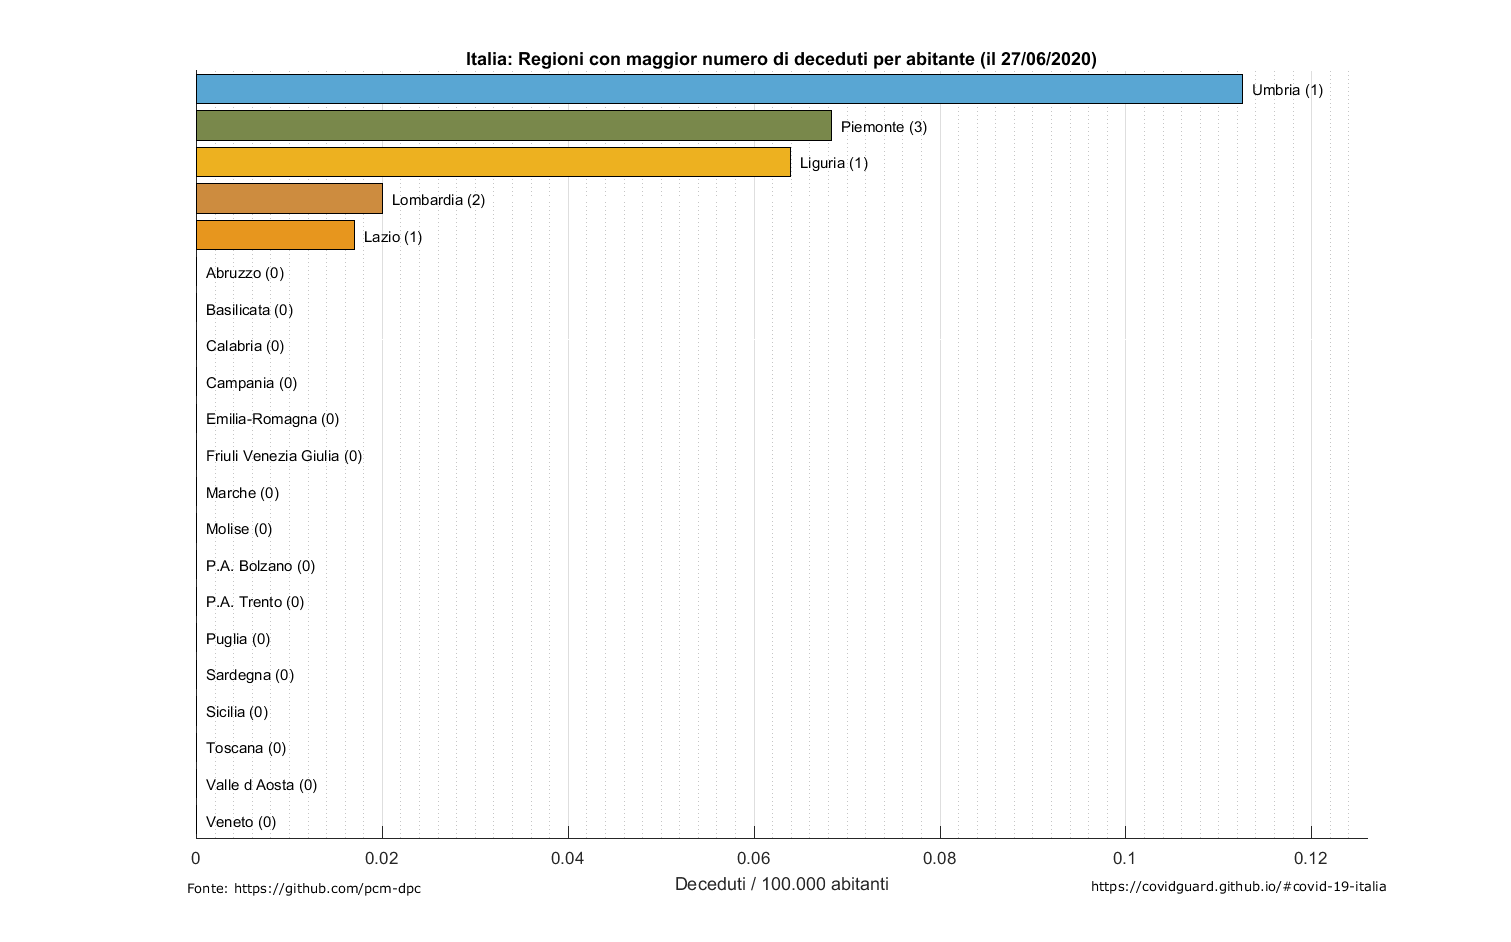 Italia: Regioni con maggior numero di deceduti per abitante (il 27/06/2020)
Umbria (1)
Piemonte (3)
Liguria (1)
Lombardia (2)
Lazio (1)
Abruzzo (0)
Basilicata (0)
Calabria (0)
Campania (0)
Emilia-Romagna (0)
Friuli Venezia Giulia (0)
Marche (0)
Molise (0)
P.A. Bolzano (0)
P.A. Trento (0)
Puglia (0)
Sardegna (0)
Sicilia (0)
Toscana (0)
Valle d Aosta (0)
Veneto (0)
0 0.02 0.04 0.06 0.08 0.1 0.12
Deceduti / 100.000 abitanti
Fonte: https://github.com/pcm-dpc
https://covidguard.github.io/#covid-19-italia